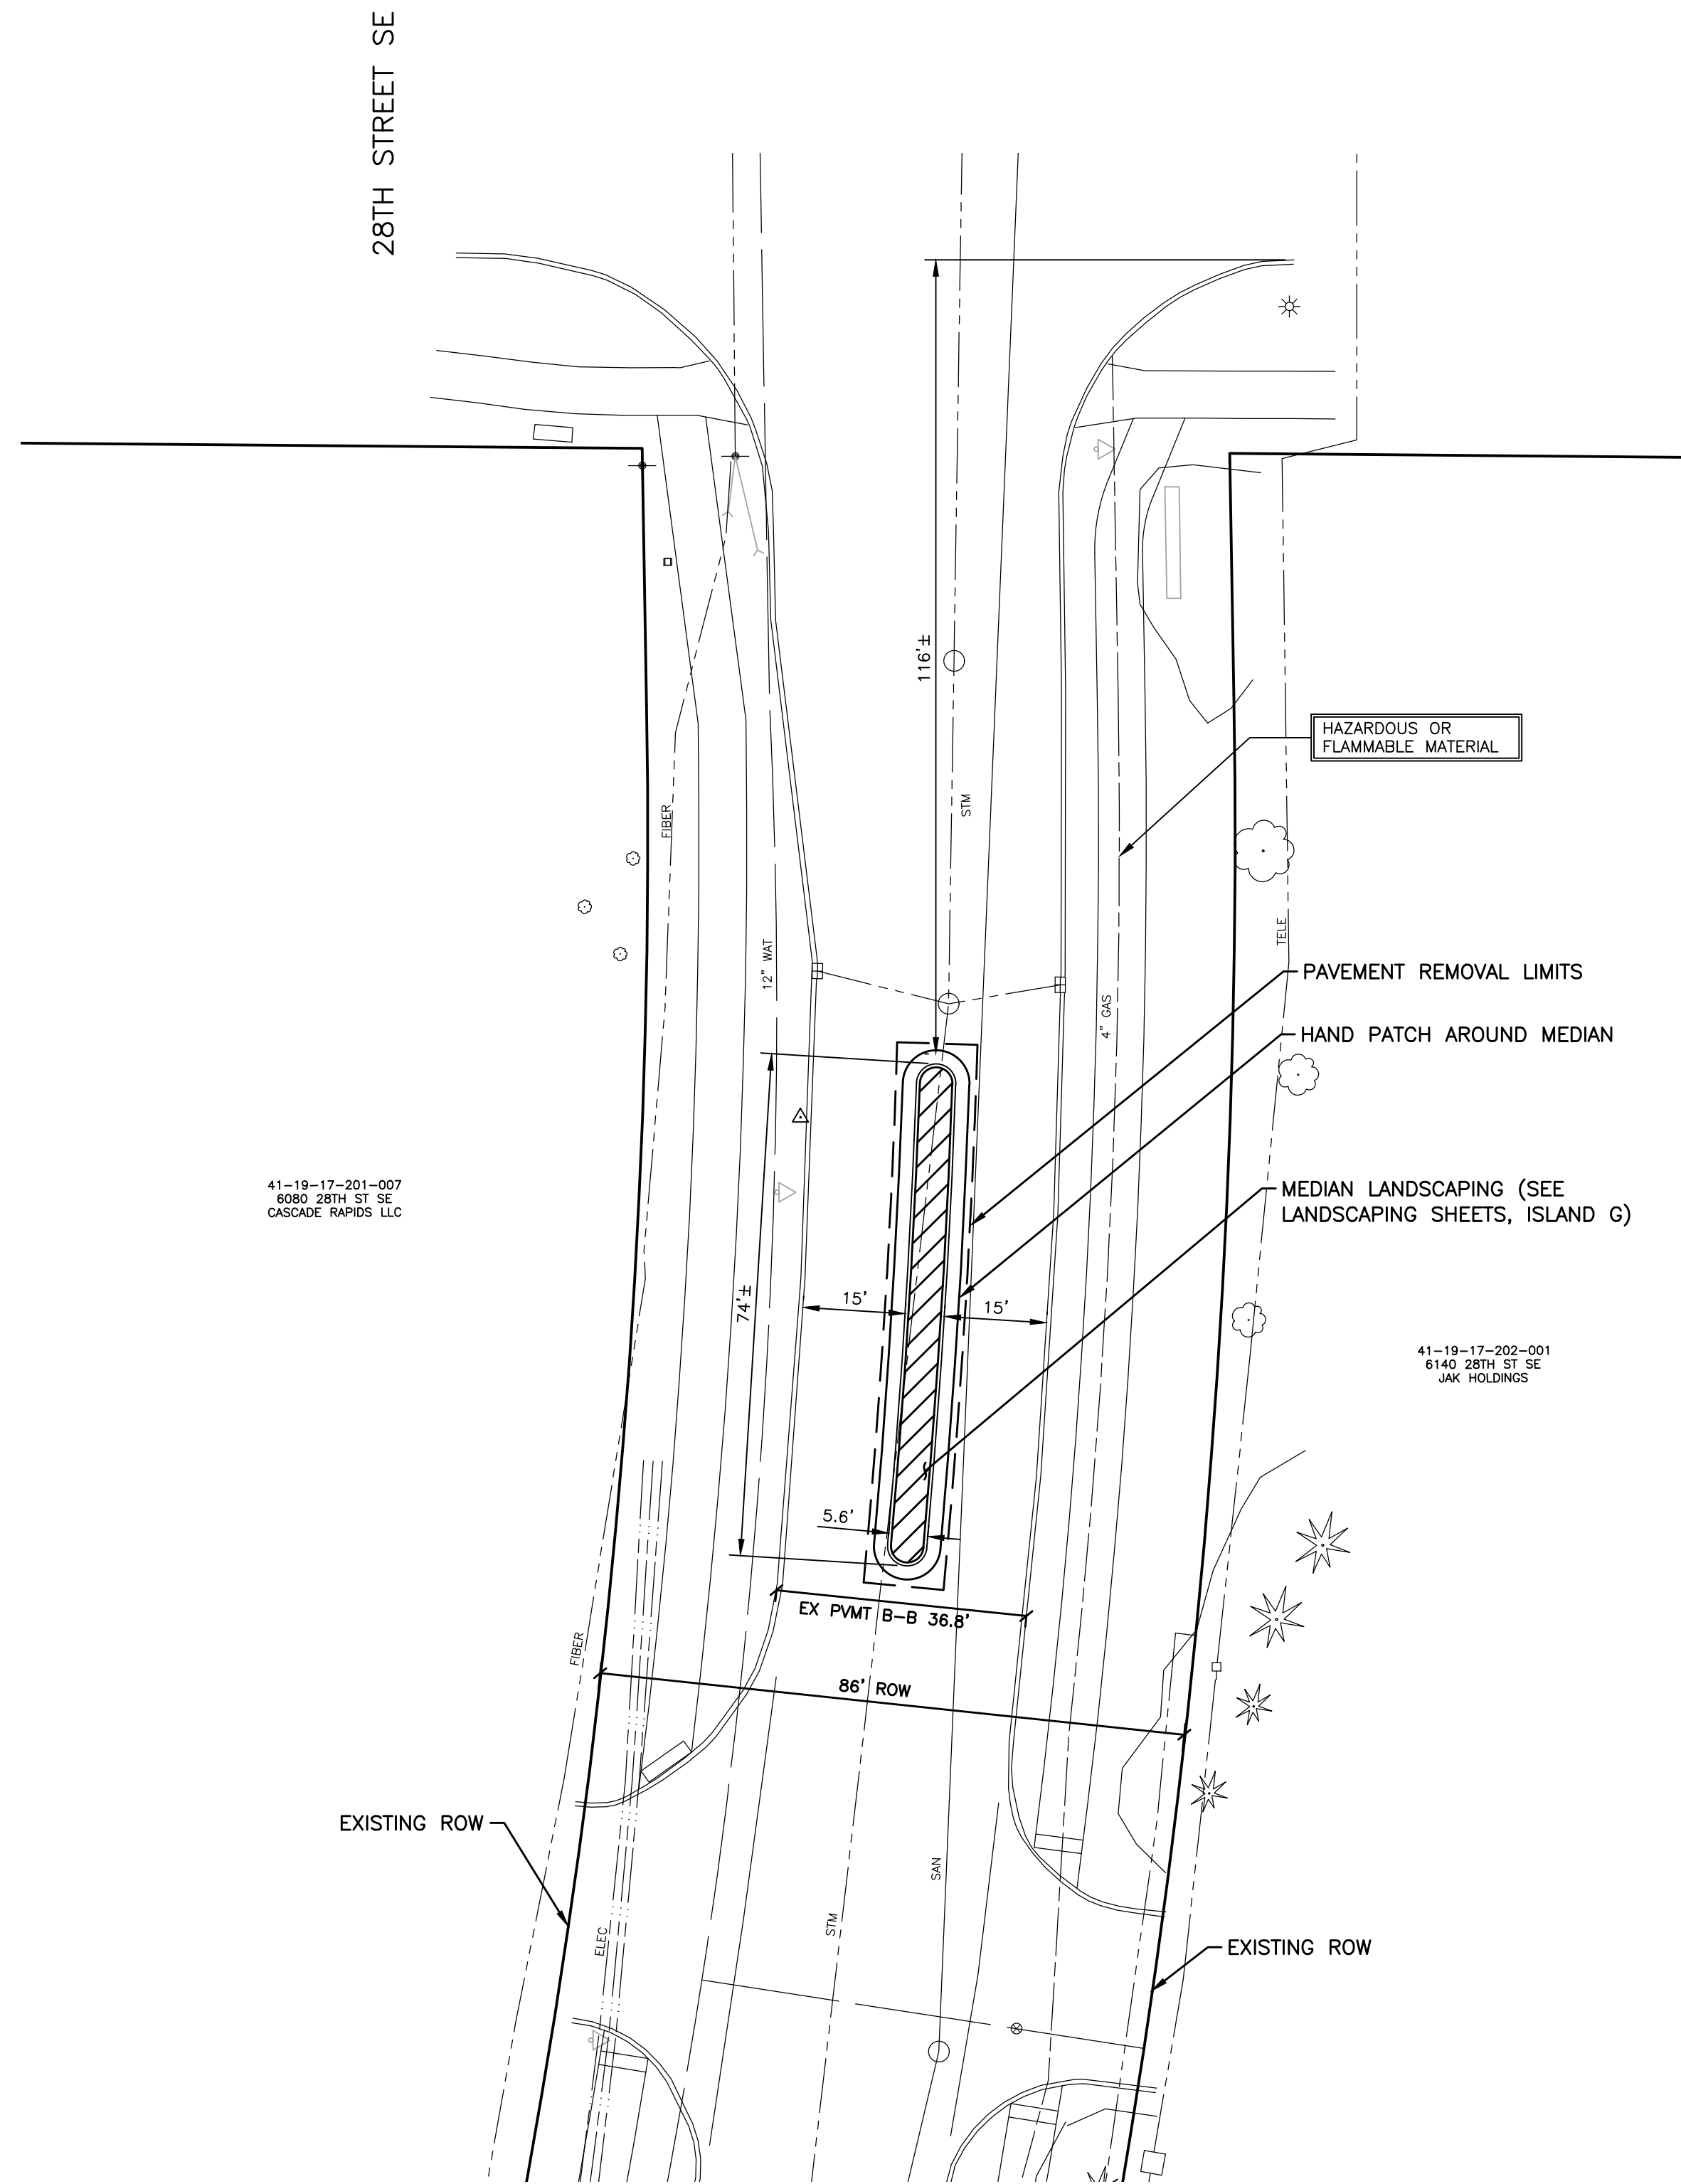 28TH STREET SE
116'±
HAZARDOUS OR
FLAMMABLE MATERIAL
STM
FIBER
TELE
12" WAT
PAVEMENT REMOVAL LIMITS
4" GAS
HAND PATCH AROUND MEDIAN
41-19-17-201-007
6080 28TH ST SE
CASCADE RAPIDS LLC
MEDIAN LANDSCAPING (SEE
LANDSCAPING SHEETS, ISLAND G)
74'±
15'
15'
41-19-17-202-001
6140 28TH ST SE
JAK HOLDINGS
5.6'
EX PVMT B-B 36.8'
FIBER
86' ROW
EXISTING ROW
SAN
STM
ELEC
EXISTING ROW